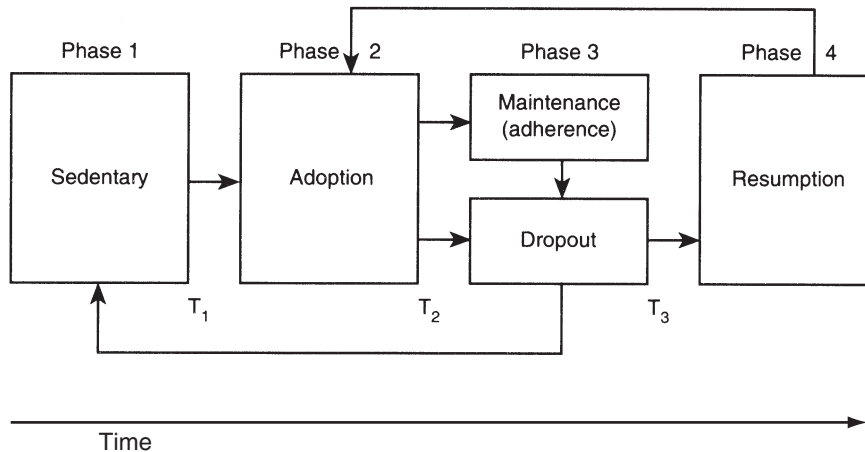 Phase 1
Phase 2
Phase 3
Phase 4
Sedentary
Adoption
Maintenance
(adherence)
Dropout
Resumption
T1
T2
T3
Time